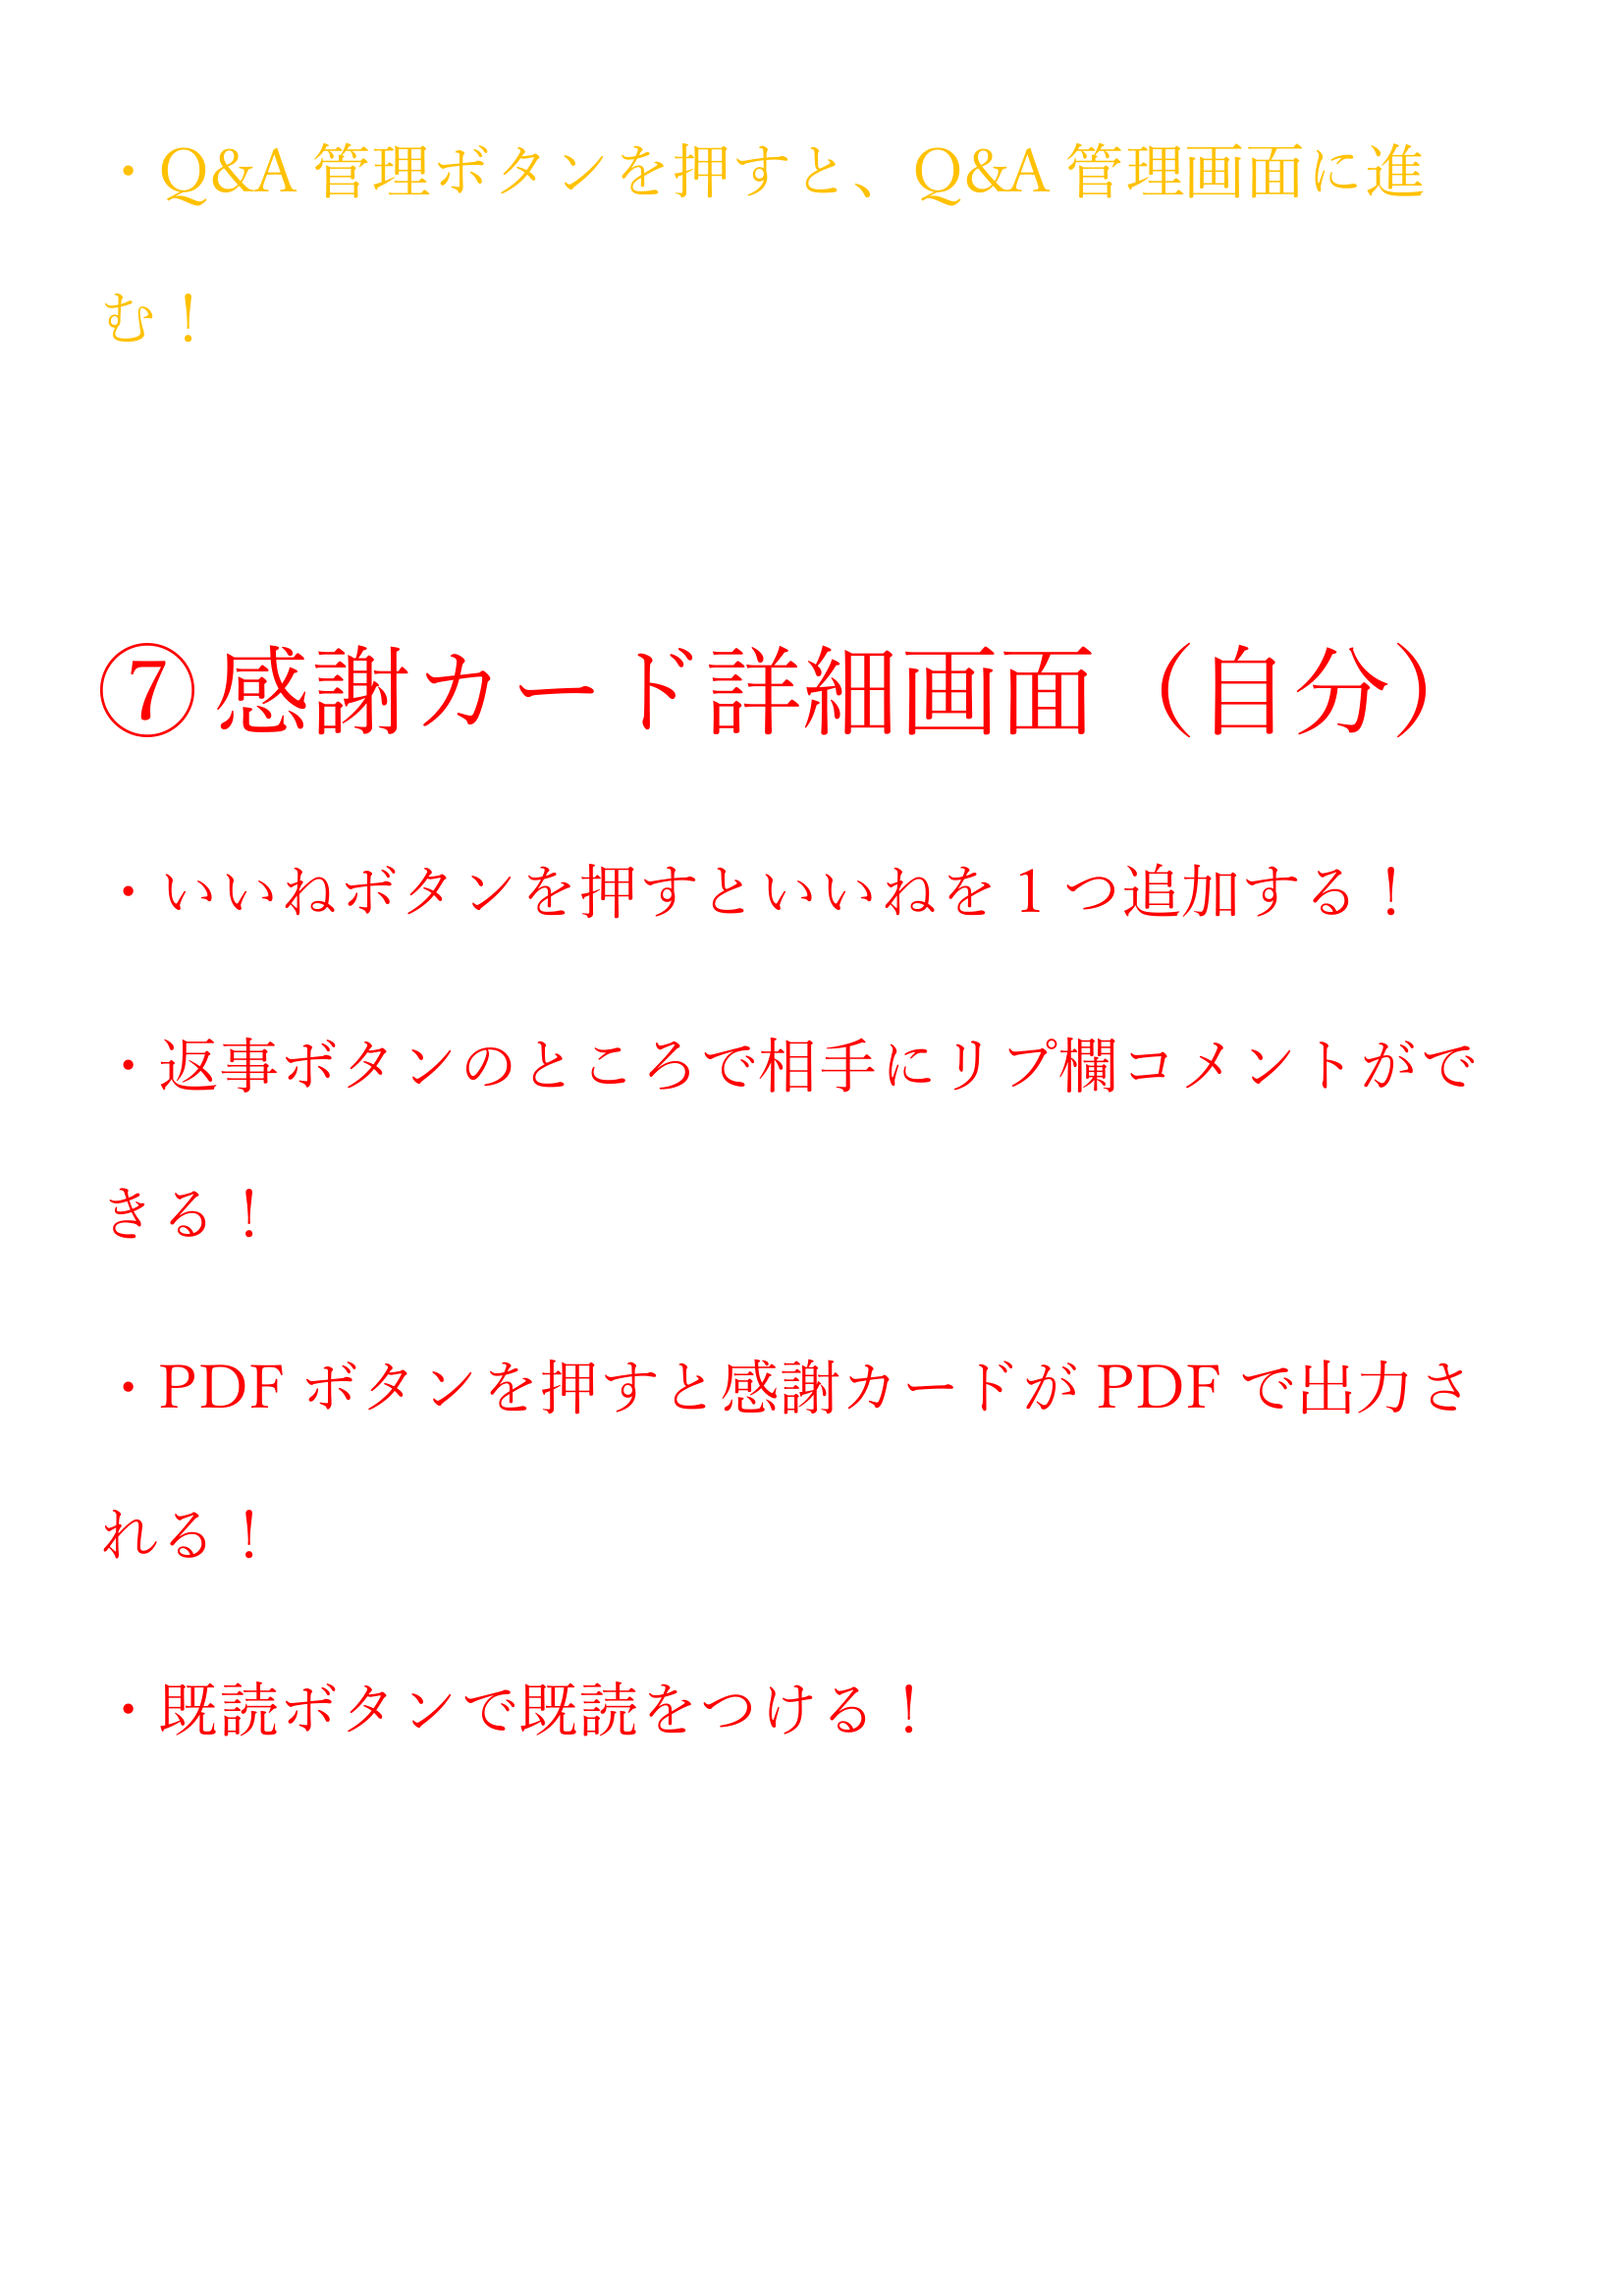 ・Q&A 管理ボタンを押すと、Q&A 管理画面に進
む！
⑦感謝カード詳細画面（自分）
・いいねボタンを押すといいねを 1 つ追加する！
・返事ボタンのところで相手にリプ欄コメントがで
きる！
・PDF ボタンを押すと感謝カードが PDF で出力さ
れる！
・既読ボタンで既読をつける！